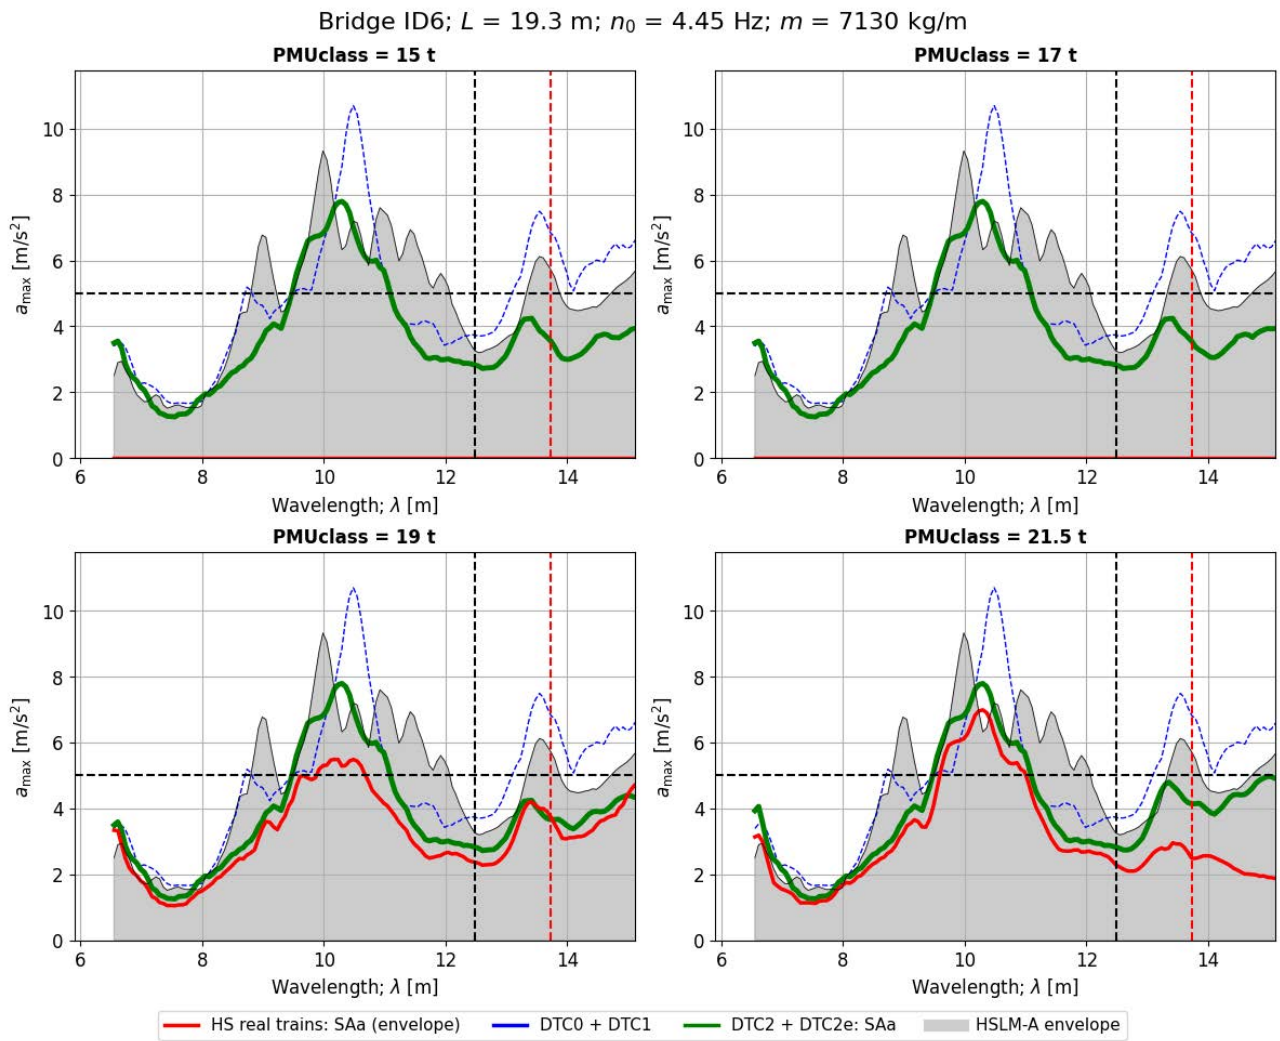 Bridge ID6; L = 19.3 m; n₀ = 4.45 Hz; m = 7130 kg/m
PMUclass = 15 t
10
8
6
4
2
0
a_max [m/s²]
6 8 10 12 14
Wavelength; λ [m]
PMUclass = 17 t
10
8
6
4
2
0
a_max [m/s²]
6 8 10 12 14
Wavelength; λ [m]
PMUclass = 19 t
10
8
6
4
2
0
a_max [m/s²]
6 8 10 12 14
Wavelength; λ [m]
PMUclass = 21.5 t
10
8
6
4
2
0
a_max [m/s²]
6 8 10 12 14
Wavelength; λ [m]
HS real trains: SAa (envelope) DTC0 + DTC1 DTC2 + DTC2e: SAa HSLM-A envelope